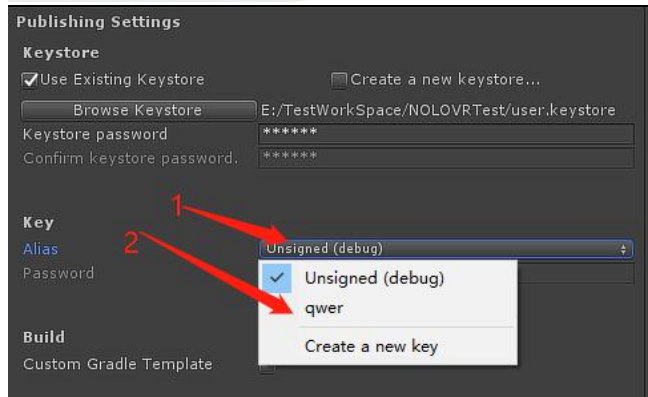 Publishing Settings
Keystore
Use Existing Keystore Create a new keystore...
Browse Keystore E:/TestWorkSpace/NOLOVRTest/user.keystore
Keystore password ******
Confirm keystore password. ******
1
Key
2
Alias Unsigned (debug)
Password
Unsigned (debug)
qwer
Build
Create a new key
Custom Gradle Template